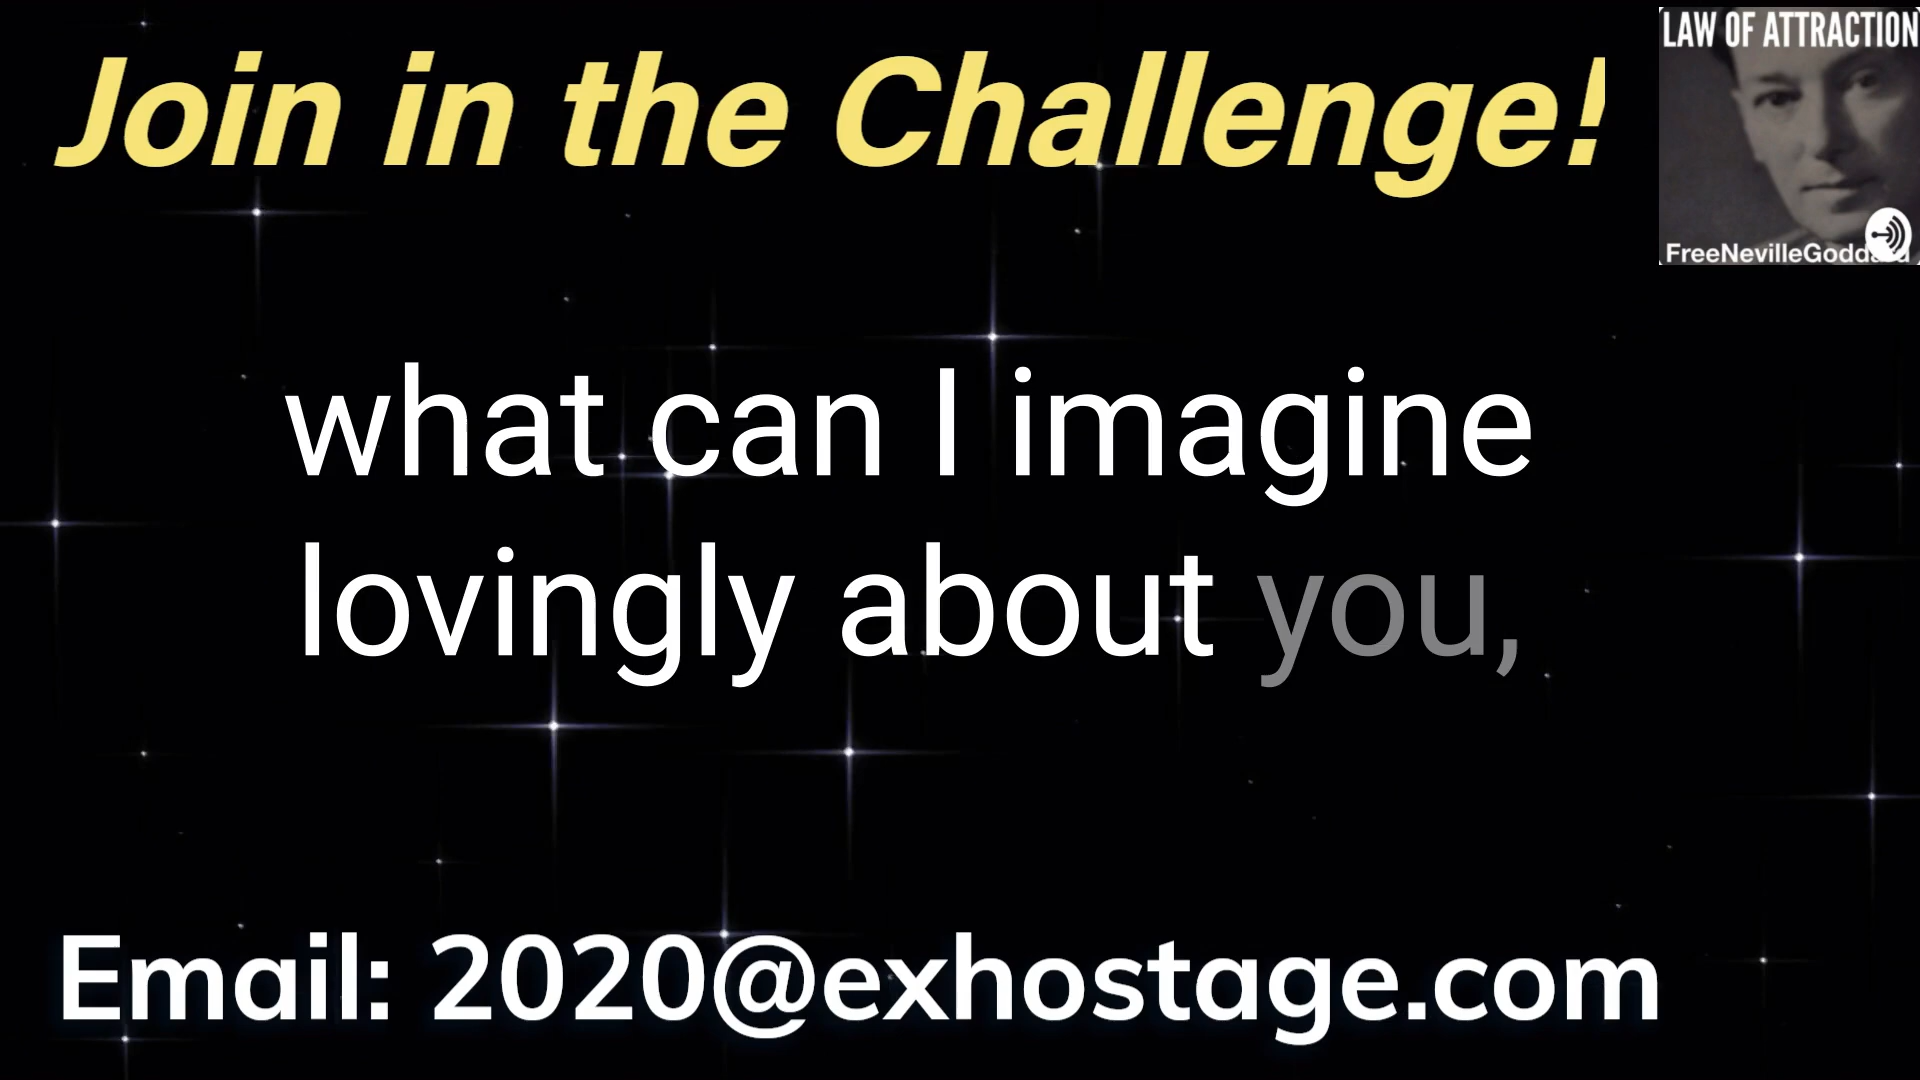 Join in the Challenge!
LAW OF ATTRACTION
what can I imagine
lovingly about you,
Email: 2020@exhostage.com